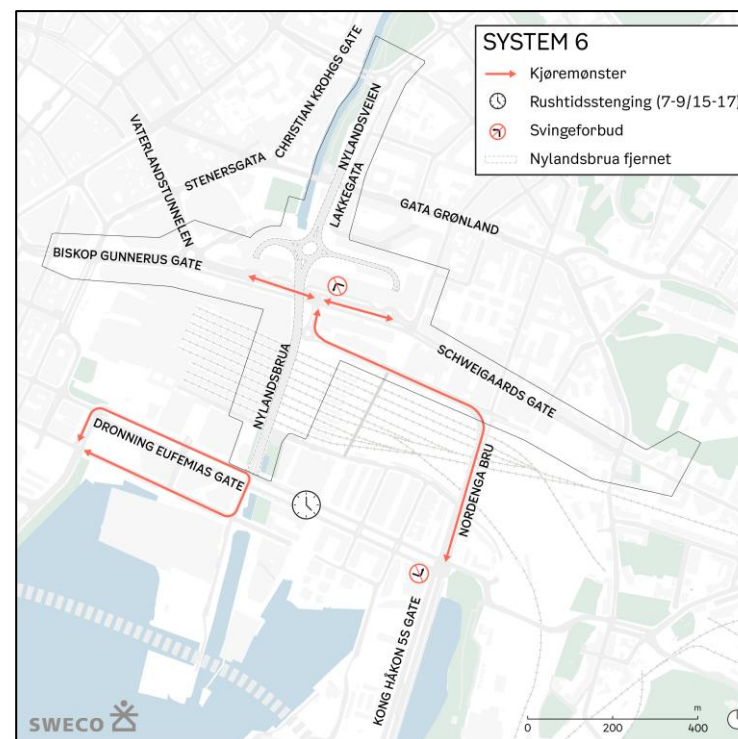 SYSTEM 6
Kjøremønster
Rushtidsstenging (7-9/15-17)
Svingeforbud
Nylandsbrua fjernet
CHRISTIAN KROHGS GATE
VATERLANDSTUNNELEN
STENERSGATA
NYLANDSVEIEN
LAKKEGATA
GATA GRØNLAND
BISKOP GUNNERUS GATE
SCHWEIGAARDS GATE
NYLANDSBRUA
DRONNING EUFEMIAS GATE
NORDENGA BRU
KONG HÅKON 5S GATE
SWECO
m
0 200 400